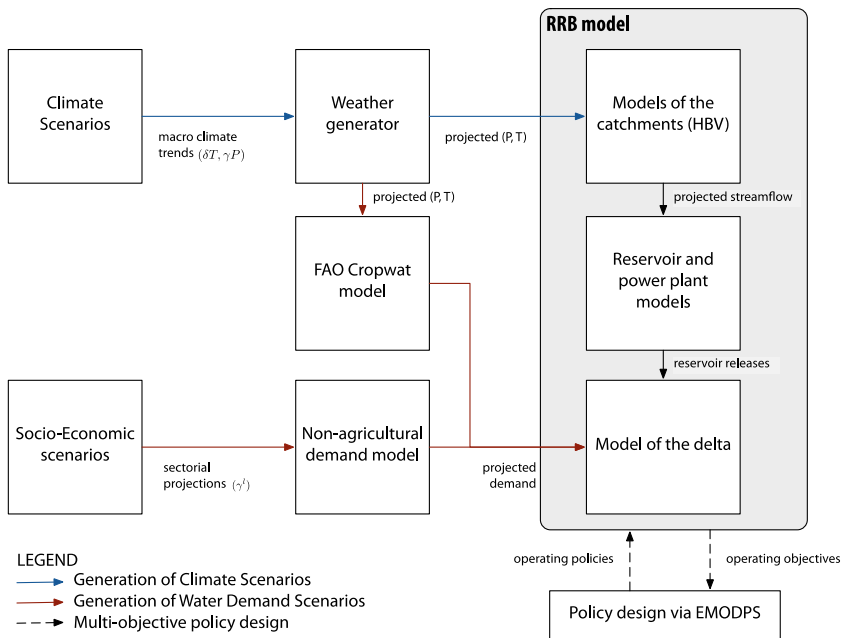 RRB model
Climate
Scenarios
macro climate
trends (δT, γP)
Weather
generator
projected (P, T)
Models of the
catchments (HBV)
projected (P, T)
projected streamflow
FAO Cropwat
model
Reservoir and
power plant
models
reservoir releases
Socio-Economic
scenarios
sectorial
projections (γˡ)
Non-agricultural
demand model
projected
demand
Model of the delta
operating policies
operating objectives
Policy design via EMODPS
LEGEND
Generation of Climate Scenarios
Generation of Water Demand Scenarios
Multi-objective policy design